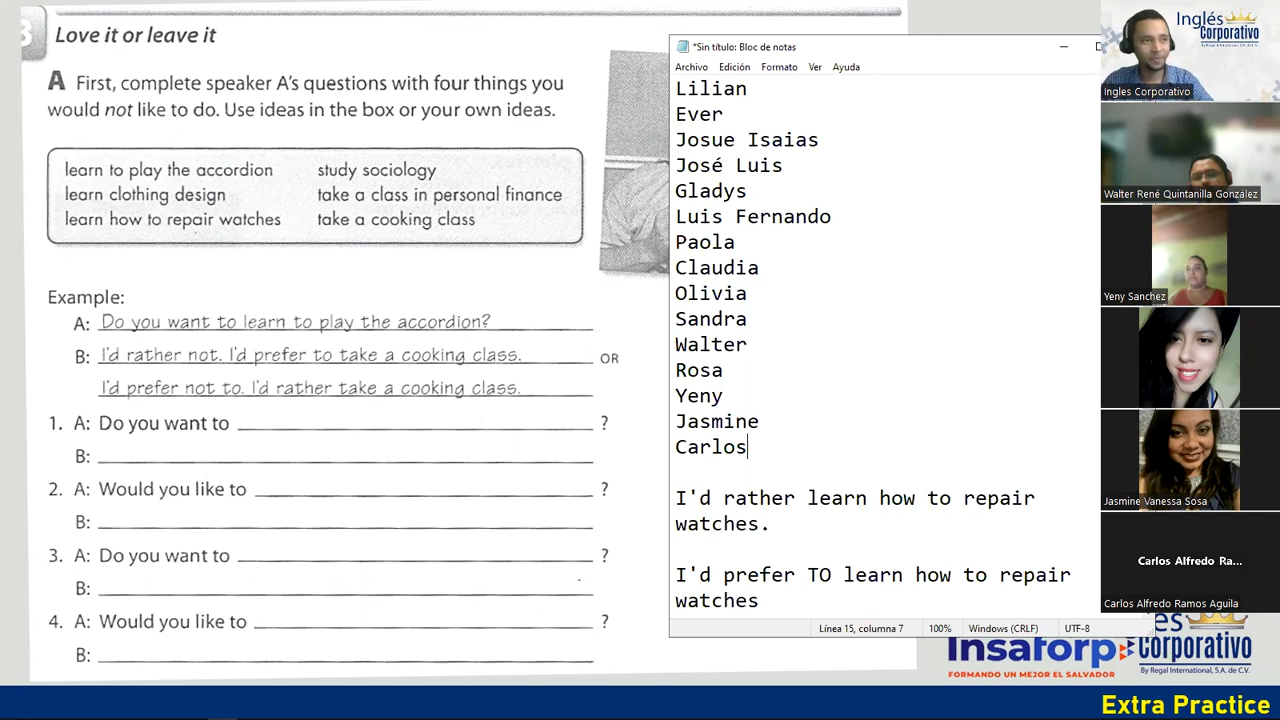 3 Love it or leave it
A First, complete speaker A's questions with four things you
would not like to do. Use ideas in the box or your own ideas.
learn to play the accordion study sociology
learn clothing design take a class in personal finance
learn how to repair watches take a cooking class
Example:
A: Do you want to learn to play the accordion?
B: I'd rather not. I'd prefer to take a cooking class. OR
I'd prefer not to. I'd rather take a cooking class.
1. A: Do you want to ?
B:
2. A: Would you like to ?
B:
3. A: Do you want to ?
B:
4. A: Would you like to ?
B:
*Sin título: Bloc de notas
Archivo Edición Formato Ver Ayuda
Lilian
Ever
Josue Isaias
José Luis
Gladys
Luis Fernando
Paola
Claudia
Olivia
Sandra
Walter
Rosa
Yeny
Jasmine
Carlos
I'd rather learn how to repair
watches.
I'd prefer TO learn how to repair
watches
Línea 15, columna 7 100% Windows (CRLF) UTF-8
Inglés
Corporativo
By Regal International, S.A. de C.V.
Ingles Corporativo
Walter René Quintanilla González
Yeny Sanchez
Jasmine Vanessa Sosa
Carlos Alfredo Ra...
Carlos Alfredo Ramos Aguila
Insaforp
FORMANDO UN MEJOR EL SALVADOR
Corporativo
By Regal International, S.A. de C.V.
Extra Practice